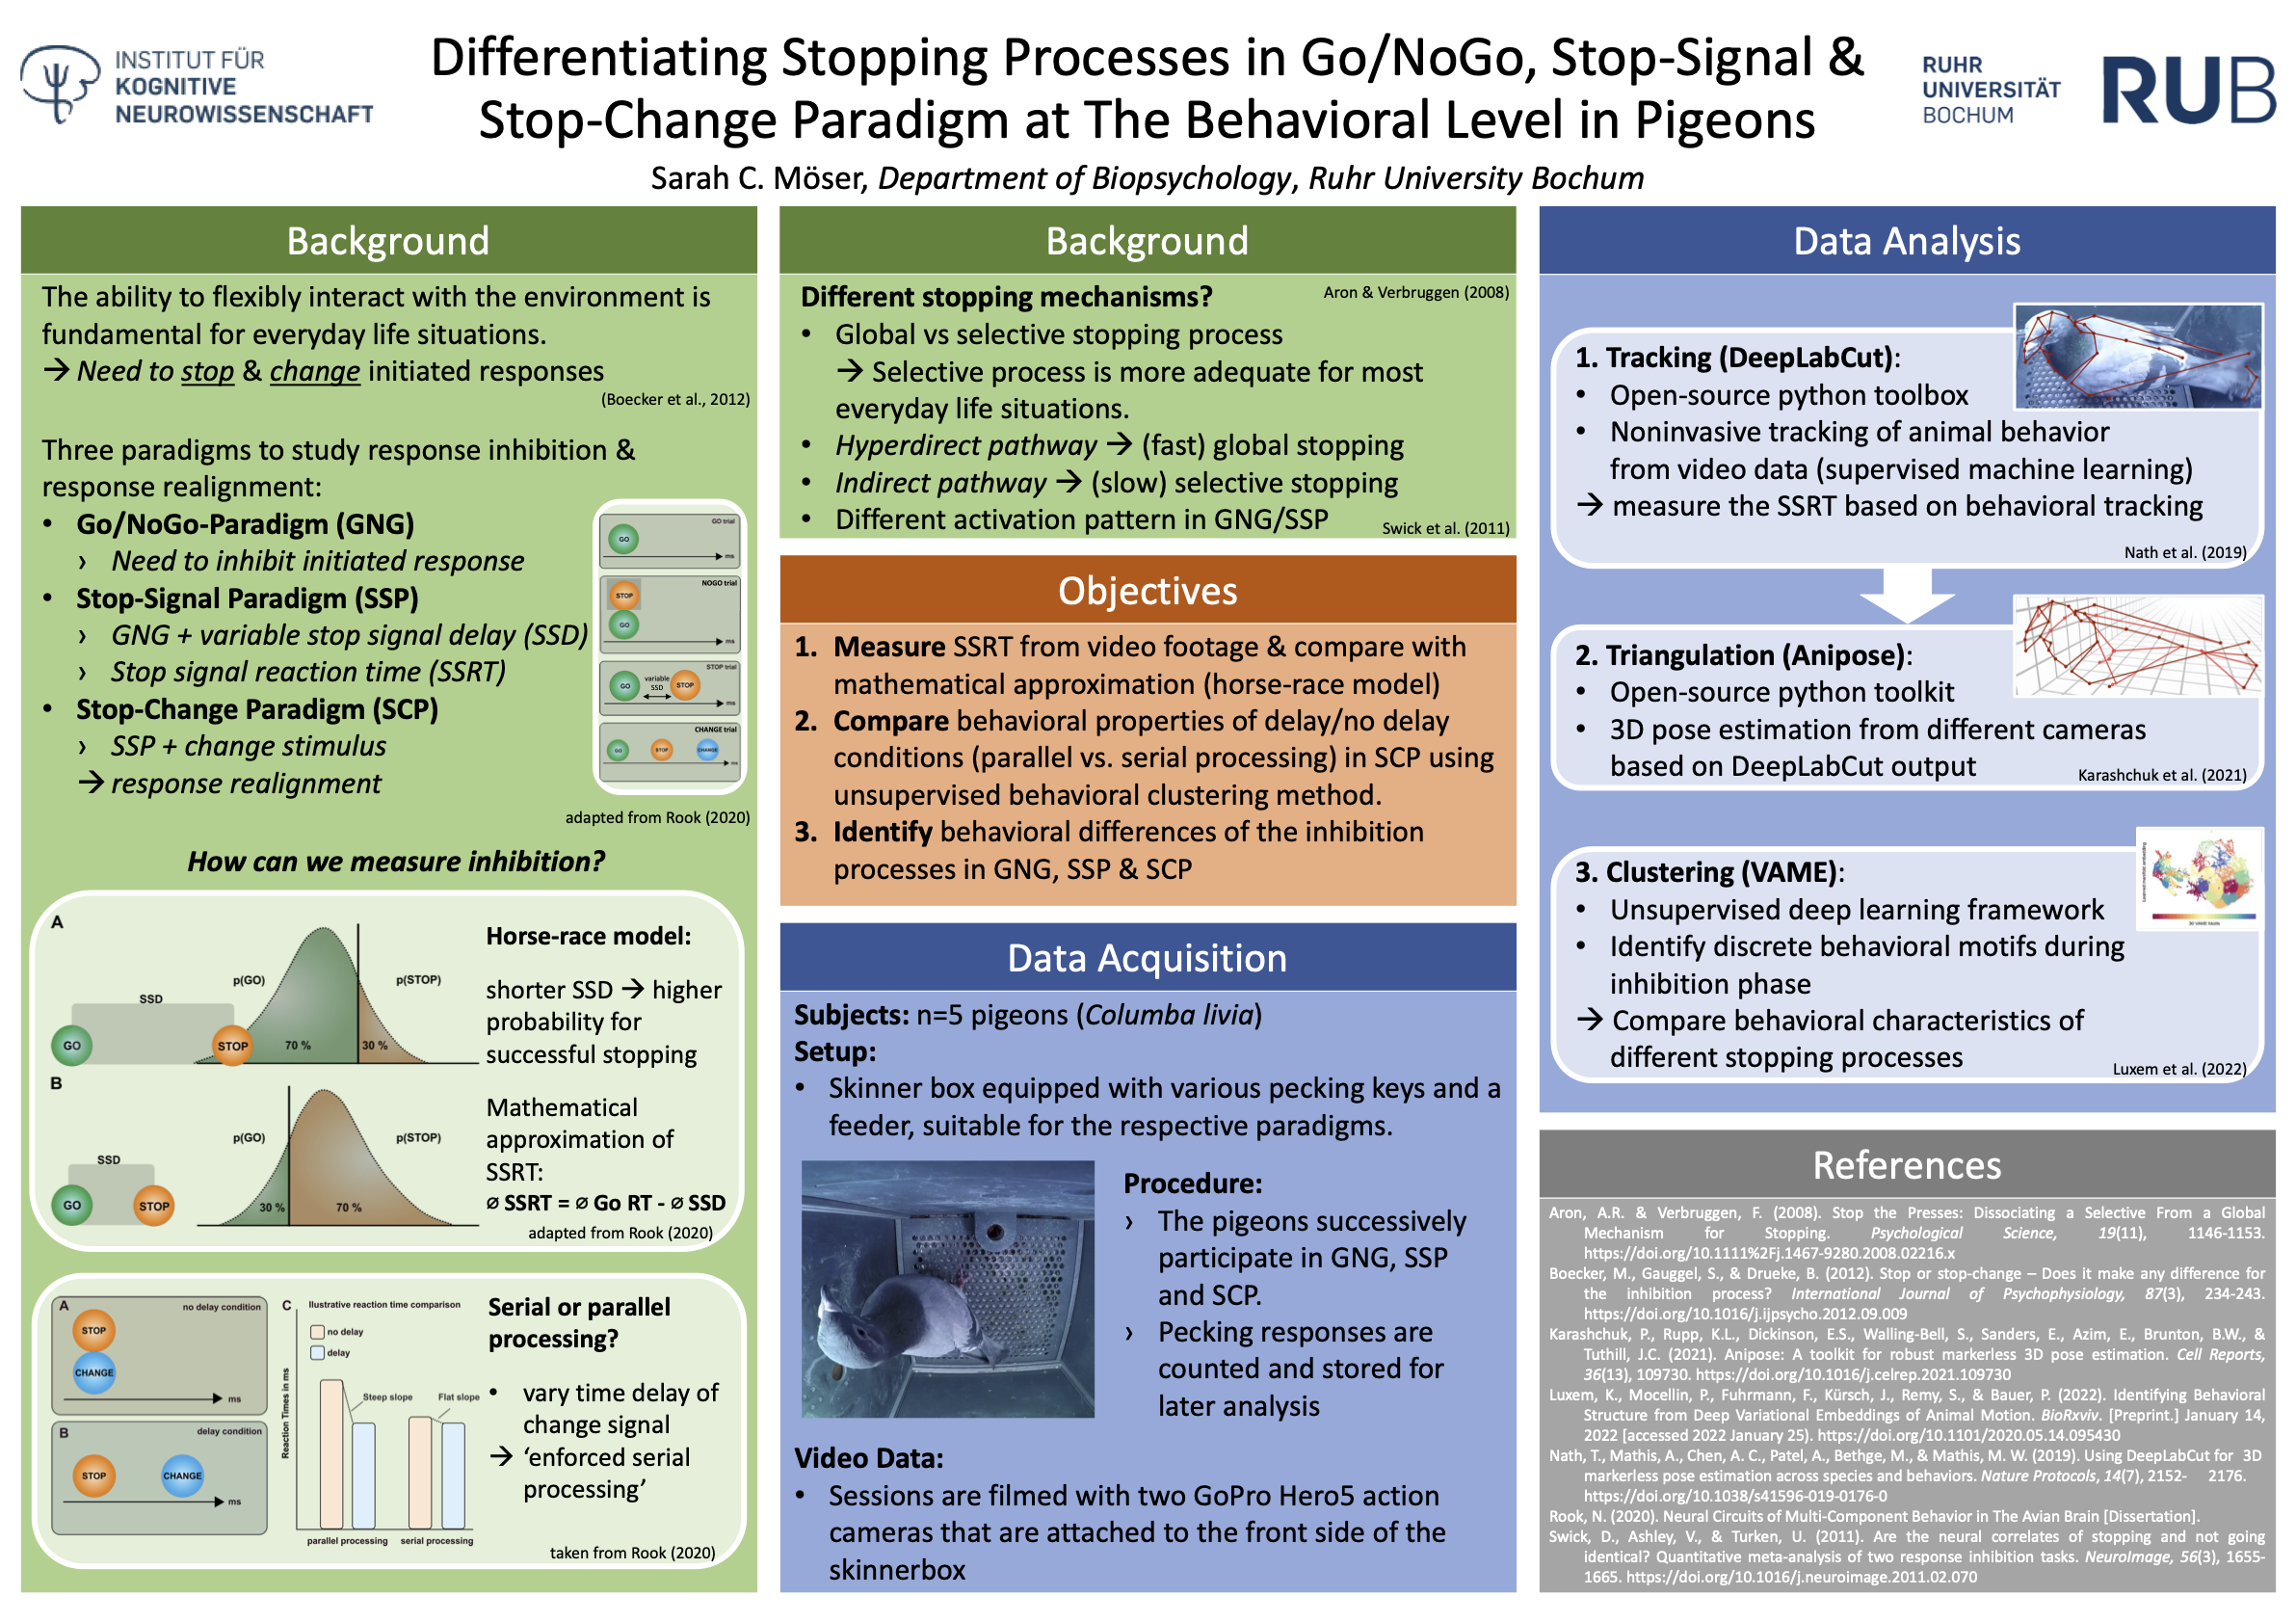 INSTITUT FÜR
KOGNITIVE
NEUROWISSENSCHAFT
Differentiating Stopping Processes in Go/NoGo, Stop-Signal &
Stop-Change Paradigm at The Behavioral Level in Pigeons
Sarah C. Möser, Department of Biopsychology, Ruhr University Bochum
RUHR
UNIVERSITÄT
BOCHUM
RUB
Background
The ability to flexibly interact with the environment is
fundamental for everyday life situations.
→ Need to stop & change initiated responses
(Boecker et al., 2012)
Three paradigms to study response inhibition &
response realignment:
• Go/NoGo-Paradigm (GNG)
› Need to inhibit initiated response
• Stop-Signal Paradigm (SSP)
› GNG + variable stop signal delay (SSD)
› Stop signal reaction time (SSRT)
• Stop-Change Paradigm (SCP)
› SSP + change stimulus
→ response realignment
GO trial
GO
ms
NOGO trial
STOP
GO
ms
STOP trial
GO
variable
SSD
STOP
ms
CHANGE trial
GO
STOP
CHANGE
ms
adapted from Rook (2020)
How can we measure inhibition?
A
SSD
GO
STOP
p(GO)
p(STOP)
70 %
30 %
B
SSD
GO
STOP
p(GO)
p(STOP)
30 %
70 %
Horse-race model:
shorter SSD → higher
probability for
successful stopping
Mathematical
approximation of
SSRT:
∅ SSRT = ∅ Go RT - ∅ SSD
adapted from Rook (2020)
A
no delay condition
STOP
CHANGE
ms
B
delay condition
STOP
CHANGE
ms
C
Ilustrative reaction time comparison
no delay
delay
Reaction Times in ms
Steep slope
Flat slope
parallel processing
serial processing
Serial or parallel
processing?
• vary time delay of
change signal
→ ‘enforced serial
processing’
taken from Rook (2020)
Background
Different stopping mechanisms?
Aron & Verbruggen (2008)
• Global vs selective stopping process
→ Selective process is more adequate for most
everyday life situations.
• Hyperdirect pathway → (fast) global stopping
• Indirect pathway → (slow) selective stopping
• Different activation pattern in GNG/SSP
Swick et al. (2011)
Objectives
1. Measure SSRT from video footage & compare with
mathematical approximation (horse-race model)
2. Compare behavioral properties of delay/no delay
conditions (parallel vs. serial processing) in SCP using
unsupervised behavioral clustering method.
3. Identify behavioral differences of the inhibition
processes in GNG, SSP & SCP
Data Acquisition
Subjects: n=5 pigeons (Columba livia)
Setup:
• Skinner box equipped with various pecking keys and a
feeder, suitable for the respective paradigms.
Procedure:
› The pigeons successively
participate in GNG, SSP
and SCP.
› Pecking responses are
counted and stored for
later analysis
Video Data:
• Sessions are filmed with two GoPro Hero5 action
cameras that are attached to the front side of the
skinnerbox
Data Analysis
1. Tracking (DeepLabCut):
• Open-source python toolbox
• Noninvasive tracking of animal behavior
from video data (supervised machine learning)
→ measure the SSRT based on behavioral tracking
Nath et al. (2019)
2. Triangulation (Anipose):
• Open-source python toolkit
• 3D pose estimation from different cameras
based on DeepLabCut output
Karashchuk et al. (2021)
3. Clustering (VAME):
• Unsupervised deep learning framework
• Identify discrete behavioral motifs during
inhibition phase
→ Compare behavioral characteristics of
different stopping processes
Luxem et al. (2022)
References
Aron, A.R. & Verbruggen, F. (2008). Stop the Presses: Dissociating a Selective From a Global
Mechanism for Stopping. Psychological Science, 19(11), 1146-1153.
https://doi.org/10.1111%2Fj.1467-9280.2008.02216.x
Boecker, M., Gauggel, S., & Drueke, B. (2012). Stop or stop-change – Does it make any difference for
the inhibition process? International Journal of Psychophysiology, 87(3), 234-243.
https://doi.org/10.1016/j.ijpsycho.2012.09.009
Karashchuk, P., Rupp, K.L., Dickinson, E.S., Walling-Bell, S., Sanders, E., Azim, E., Brunton, B.W., &
Tuthill, J.C. (2021). Anipose: A toolkit for robust markerless 3D pose estimation. Cell Reports,
36(13), 109730. https://doi.org/10.1016/j.celrep.2021.109730
Luxem, K., Mocellin, P., Fuhrmann, F., Kürsch, J., Remy, S., & Bauer, P. (2022). Identifying Behavioral
Structure from Deep Variational Embeddings of Animal Motion. BioRxviv. [Preprint.] January 14,
2022 [accessed 2022 January 25). https://doi.org/10.1101/2020.05.14.095430
Nath, T., Mathis, A., Chen, A. C., Patel, A., Bethge, M., & Mathis, M. W. (2019). Using DeepLabCut for 3D
markerless pose estimation across species and behaviors. Nature Protocols, 14(7), 2152- 2176.
https://doi.org/10.1038/s41596-019-0176-0
Rook, N. (2020). Neural Circuits of Multi-Component Behavior in The Avian Brain [Dissertation].
Swick, D., Ashley, V., & Turken, U. (2011). Are the neural correlates of stopping and not going
identical? Quantitative meta-analysis of two response inhibition tasks. NeuroImage, 56(3), 1655-
1665. https://doi.org/10.1016/j.neuroimage.2011.02.070